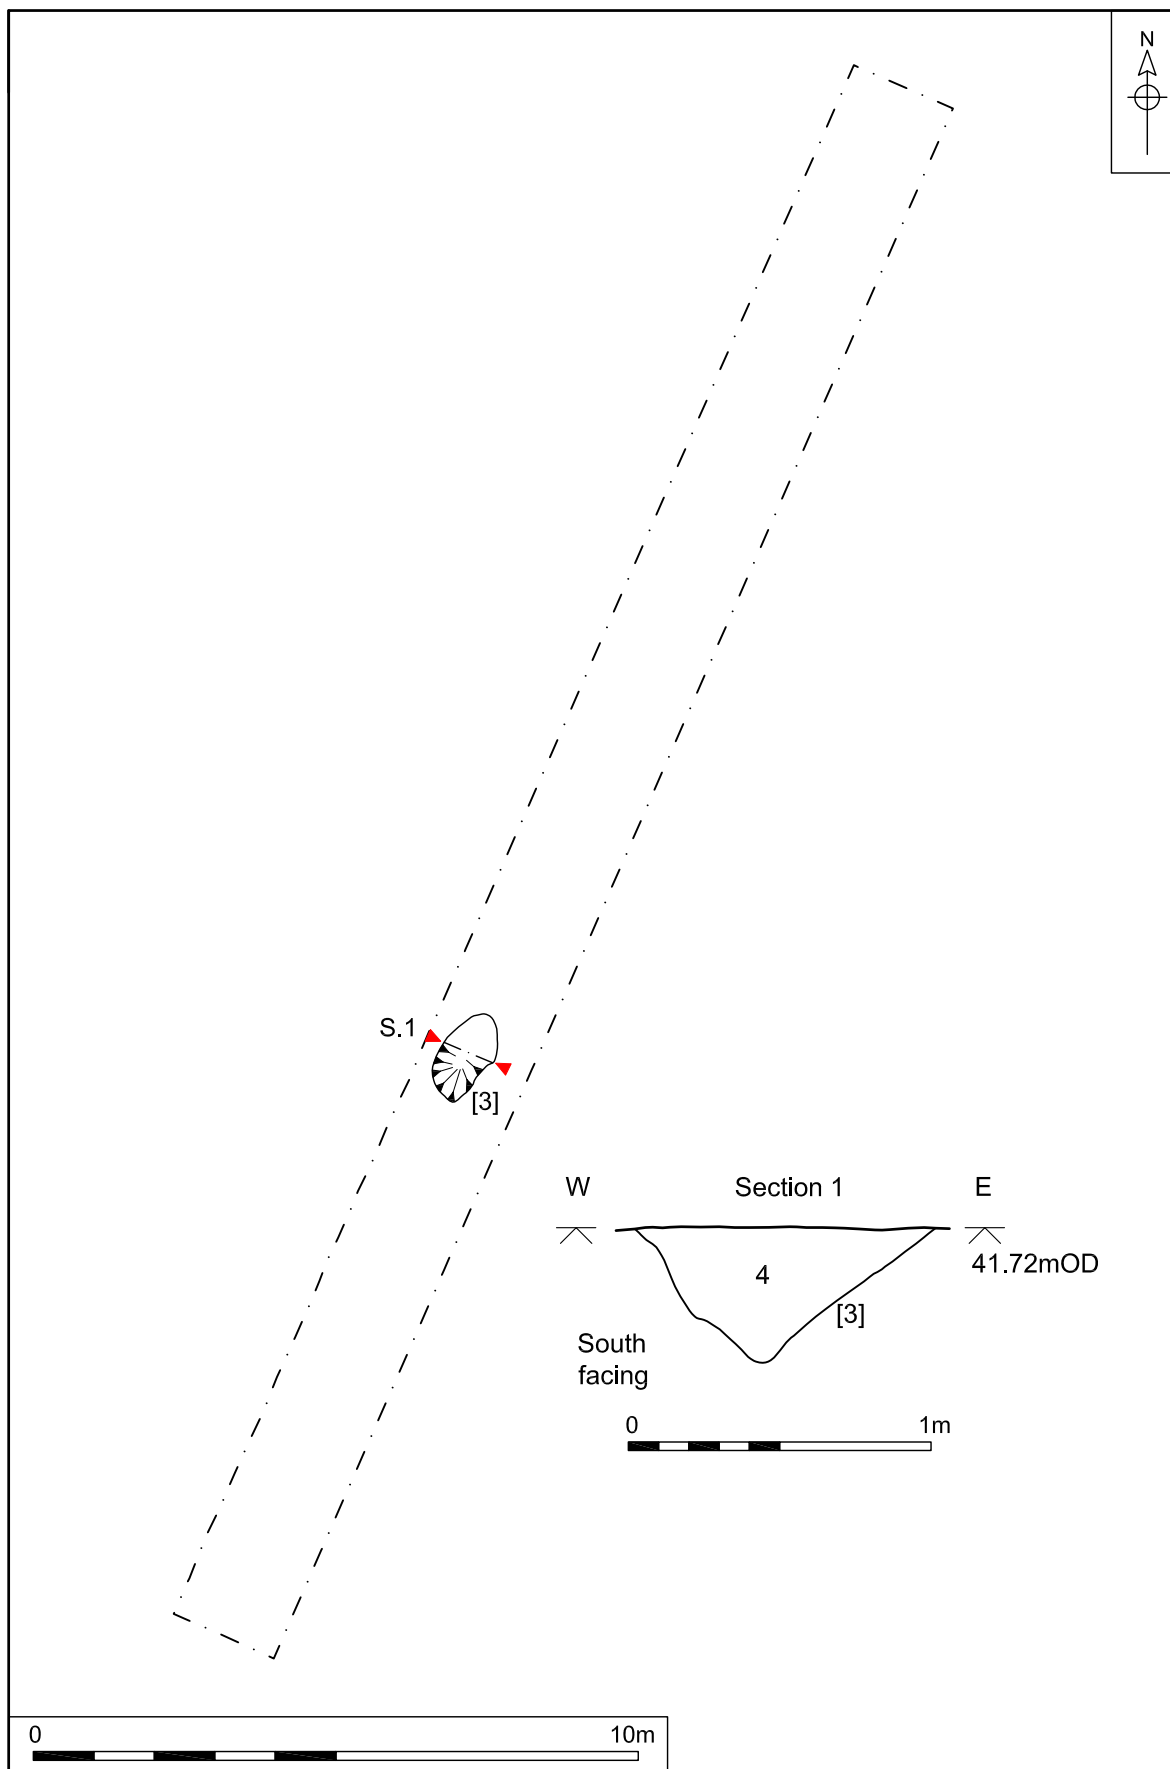 N
S.1
[3]
W Section 1 E
41.72mOD
4
[3]
South
facing
0 1m
0 10m